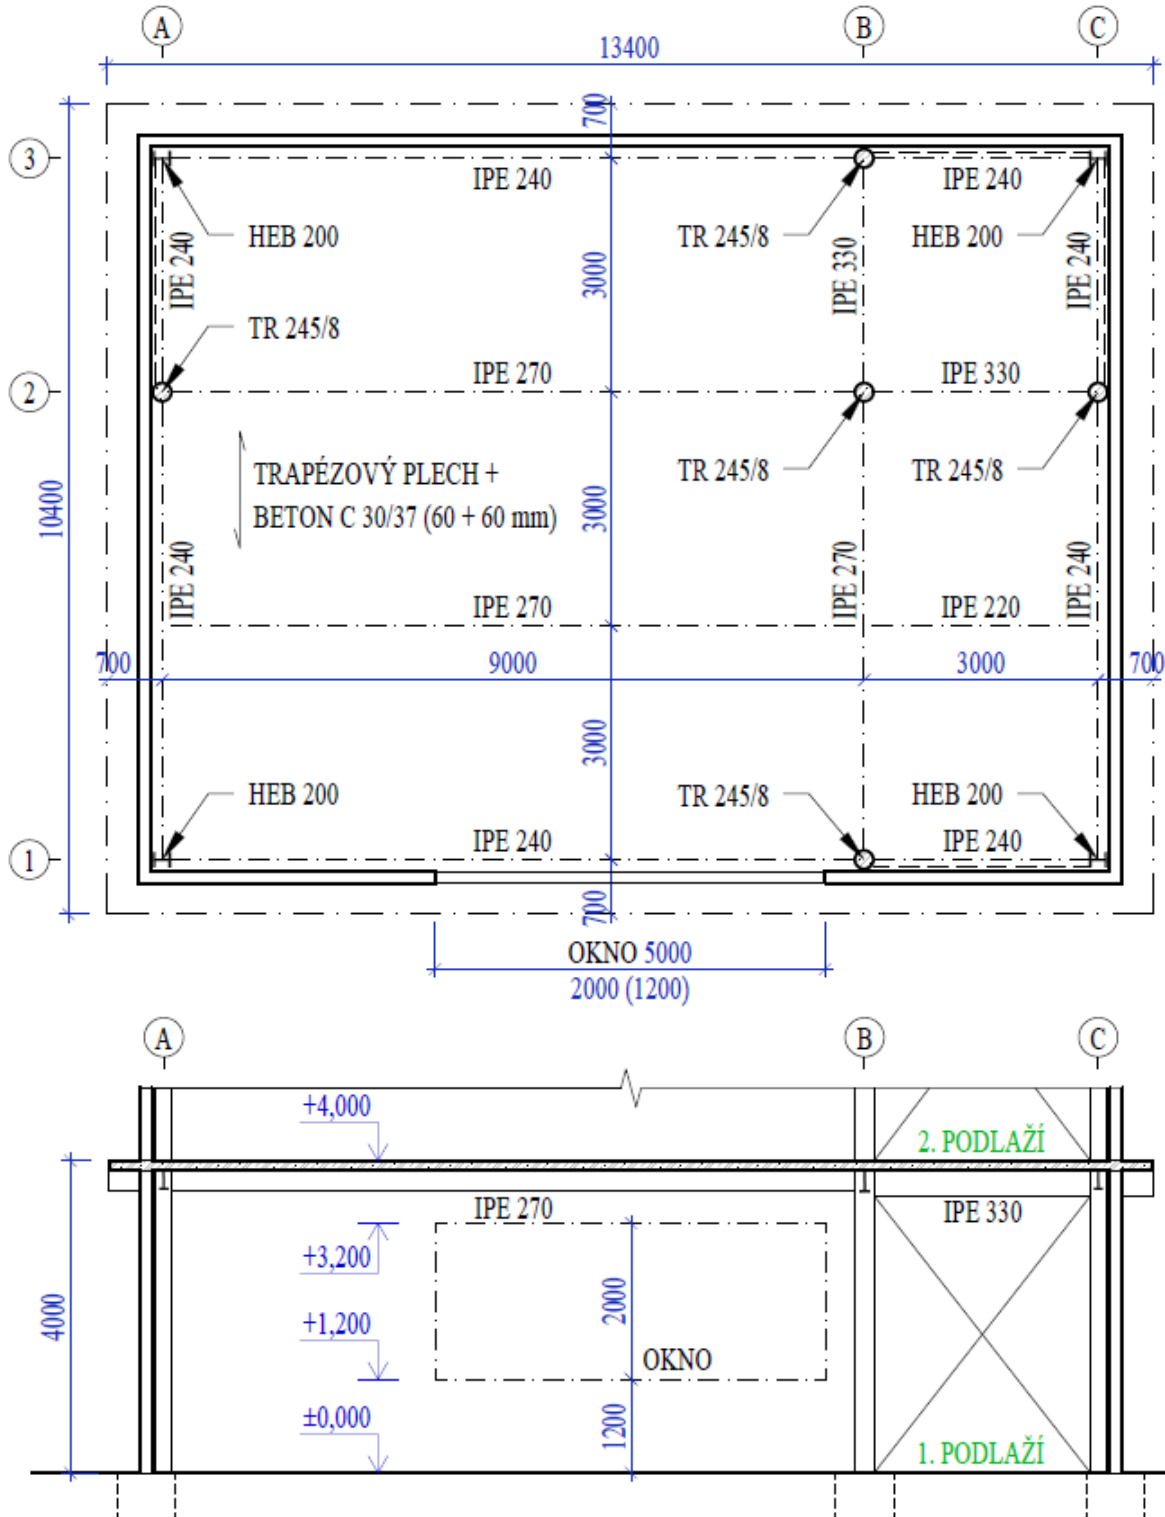 A B C
13400
700
3
IPE 240 IPE 240
HEB 200 TR 245/8 HEB 200
IPE 240 3000 IPE 330 IPE 240
TR 245/8
2
IPE 270 IPE 330
TRAPÉZOVÝ PLECH +
BETON C 30/37 (60 + 60 mm)
TR 245/8 TR 245/8
10400
3000
IPE 240 IPE 270 IPE 240
IPE 270 IPE 220
700 9000 3000 700
3000
HEB 200 TR 245/8 HEB 200
IPE 240 IPE 240
1
700
OKNO 5000
2000 (1200)
A B C
+4,000
2. PODLAŽÍ
IPE 270 IPE 330
+3,200
4000
2000
+1,200
OKNO
±0,000
1200
1. PODLAŽÍ